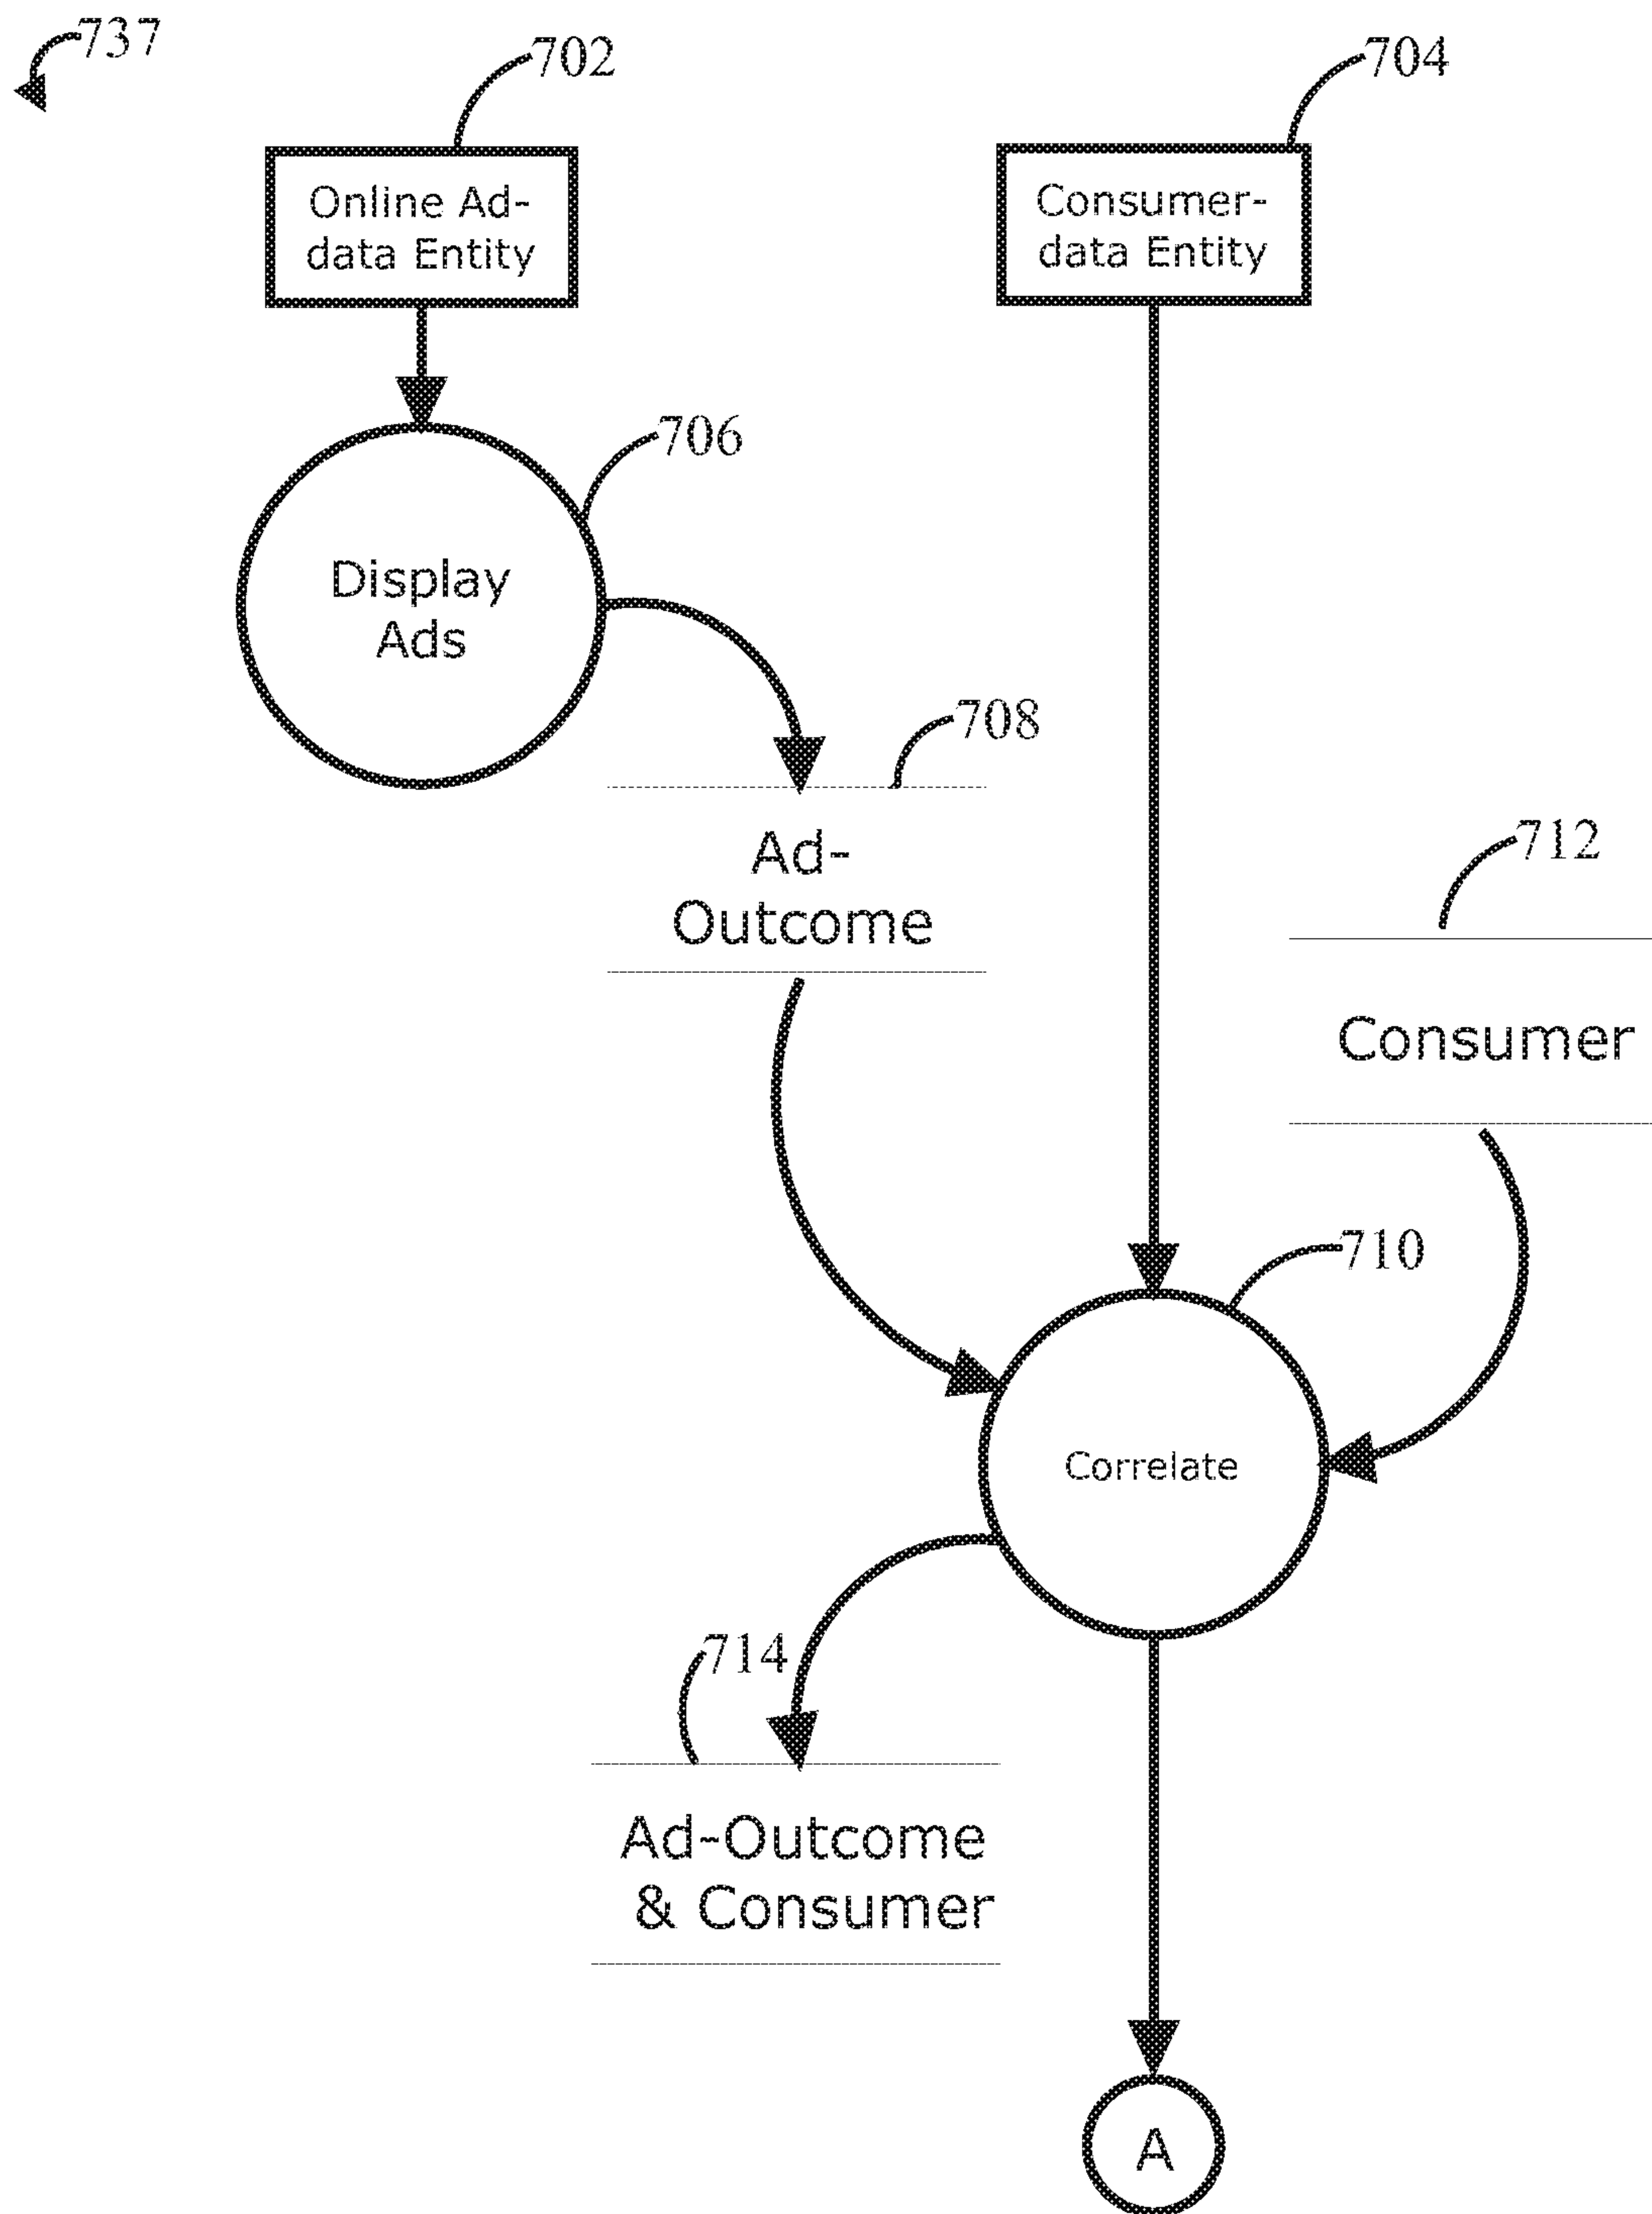 737
702
704
Online Ad-
data Entity
Consumer-
data Entity
706
Display
Ads
708
Ad-
Outcome
712
Consumer
710
Correlate
714
Ad-Outcome
& Consumer
A